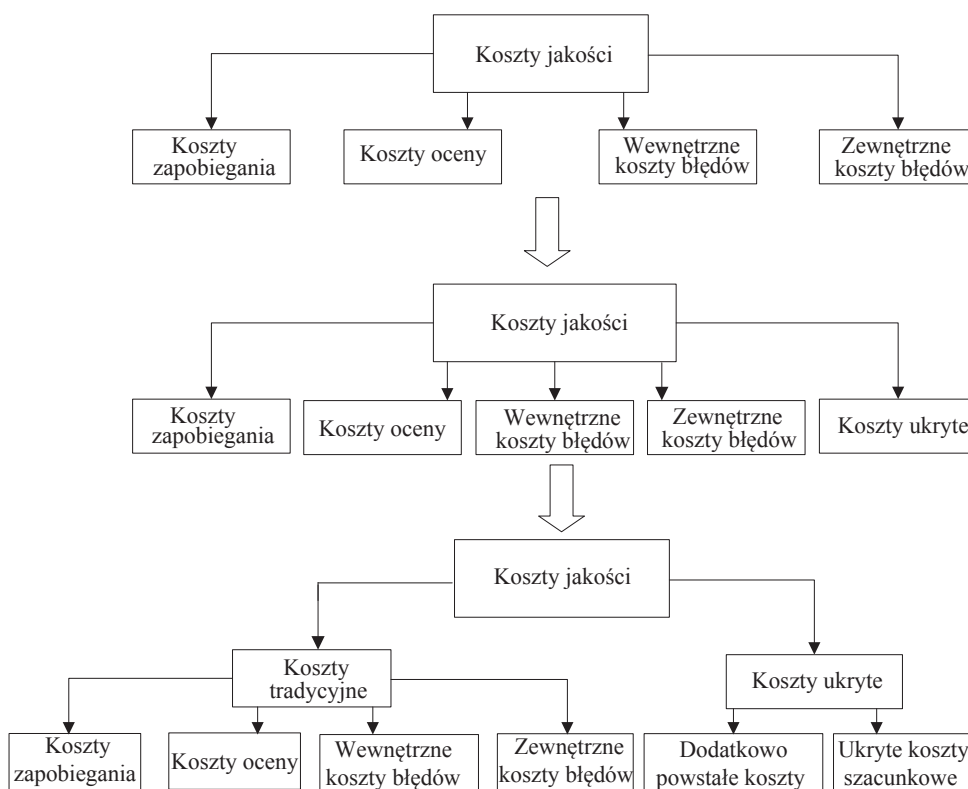 Koszty jakości
Koszty
zapobiegania
Koszty oceny
Wewnętrzne
koszty błędów
Zewnętrzne
koszty błędów
Koszty jakości
Koszty
zapobiegania
Koszty oceny
Wewnętrzne
koszty błędów
Zewnętrzne
koszty błędów
Koszty ukryte
Koszty jakości
Koszty
tradycyjne
Koszty ukryte
Koszty
zapobiegania
Koszty oceny
Wewnętrzne
koszty błędów
Zewnętrzne
koszty błędów
Dodatkowo
powstałe koszty
Ukryte koszty
szacunkowe